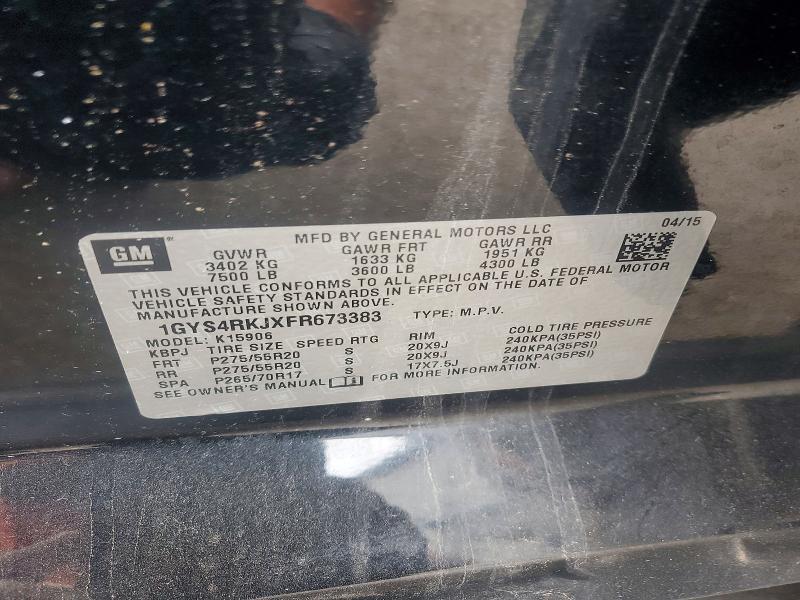 GM MFD BY GENERAL MOTORS LLC 04/15
GVWR GAWR FRT GAWR RR
3402 KG 1633 KG 1951 KG
7500 LB 3600 LB 4300 LB
THIS VEHICLE CONFORMS TO ALL APPLICABLE U.S. FEDERAL MOTOR
VEHICLE SAFETY STANDARDS IN EFFECT ON THE DATE OF
MANUFACTURE SHOWN ABOVE.
1GYS4RKJXFR673383 TYPE: M.P.V.
MODEL: K15906
KBPJ TIRE SIZE SPEED RTG RIM COLD TIRE PRESSURE
FRT P275/55R20 S 20X9J 240KPA(35PSI)
RR P275/55R20 S 20X9J 240KPA(35PSI)
SPA P265/70R17 S 17X7.5J 240KPA(35PSI)
SEE OWNER'S MANUAL FOR MORE INFORMATION.